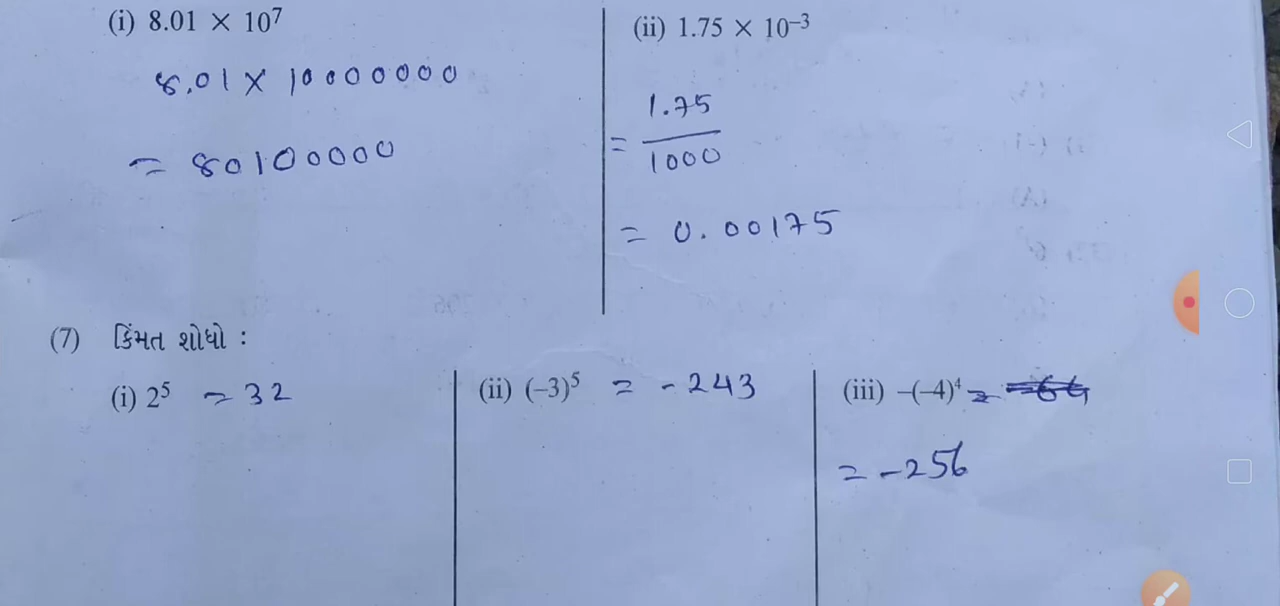 (i) 8.01 × 10⁷
8.01 × 10000000
= 80100000
(ii) 1.75 × 10⁻³
= 1.75 / 1000
= 0.00175
(7) કિંમત શોધો :
(i) 2⁵ = 32
(ii) (–3)⁵ = -243
(iii) –(–4)⁴ = =64
= -256